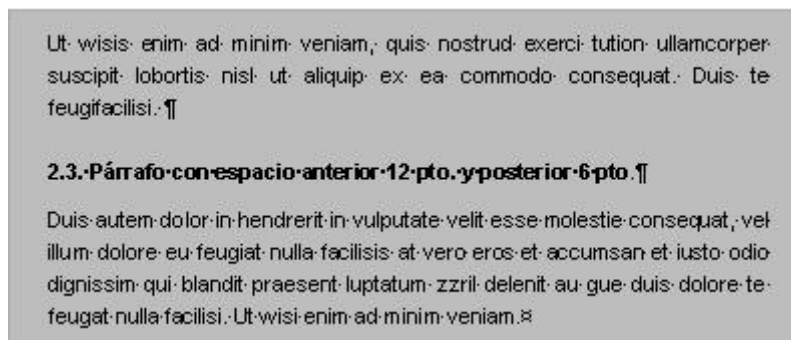 Ut wisis enim ad minim veniam, quis nostrud exerci tution ullamcorper
suscipit lobortis nisl ut aliquip ex ea commodo consequat. Duis te
feugifacilisi. ¶
2.3. Párrafo con espacio anterior 12 pto. y posterior 6 pto.¶
Duis autem dolor in hendrerit in vulputate velit esse molestie consequat, vel
illum dolore eu feugiat nulla facilisis at vero eros et accumsan et iusto odio
dignissim qui blandit praesent luptatum zzril delenit au gue duis dolore te
feugat nulla facilisi. Ut wisi enim ad minim veniam.¤